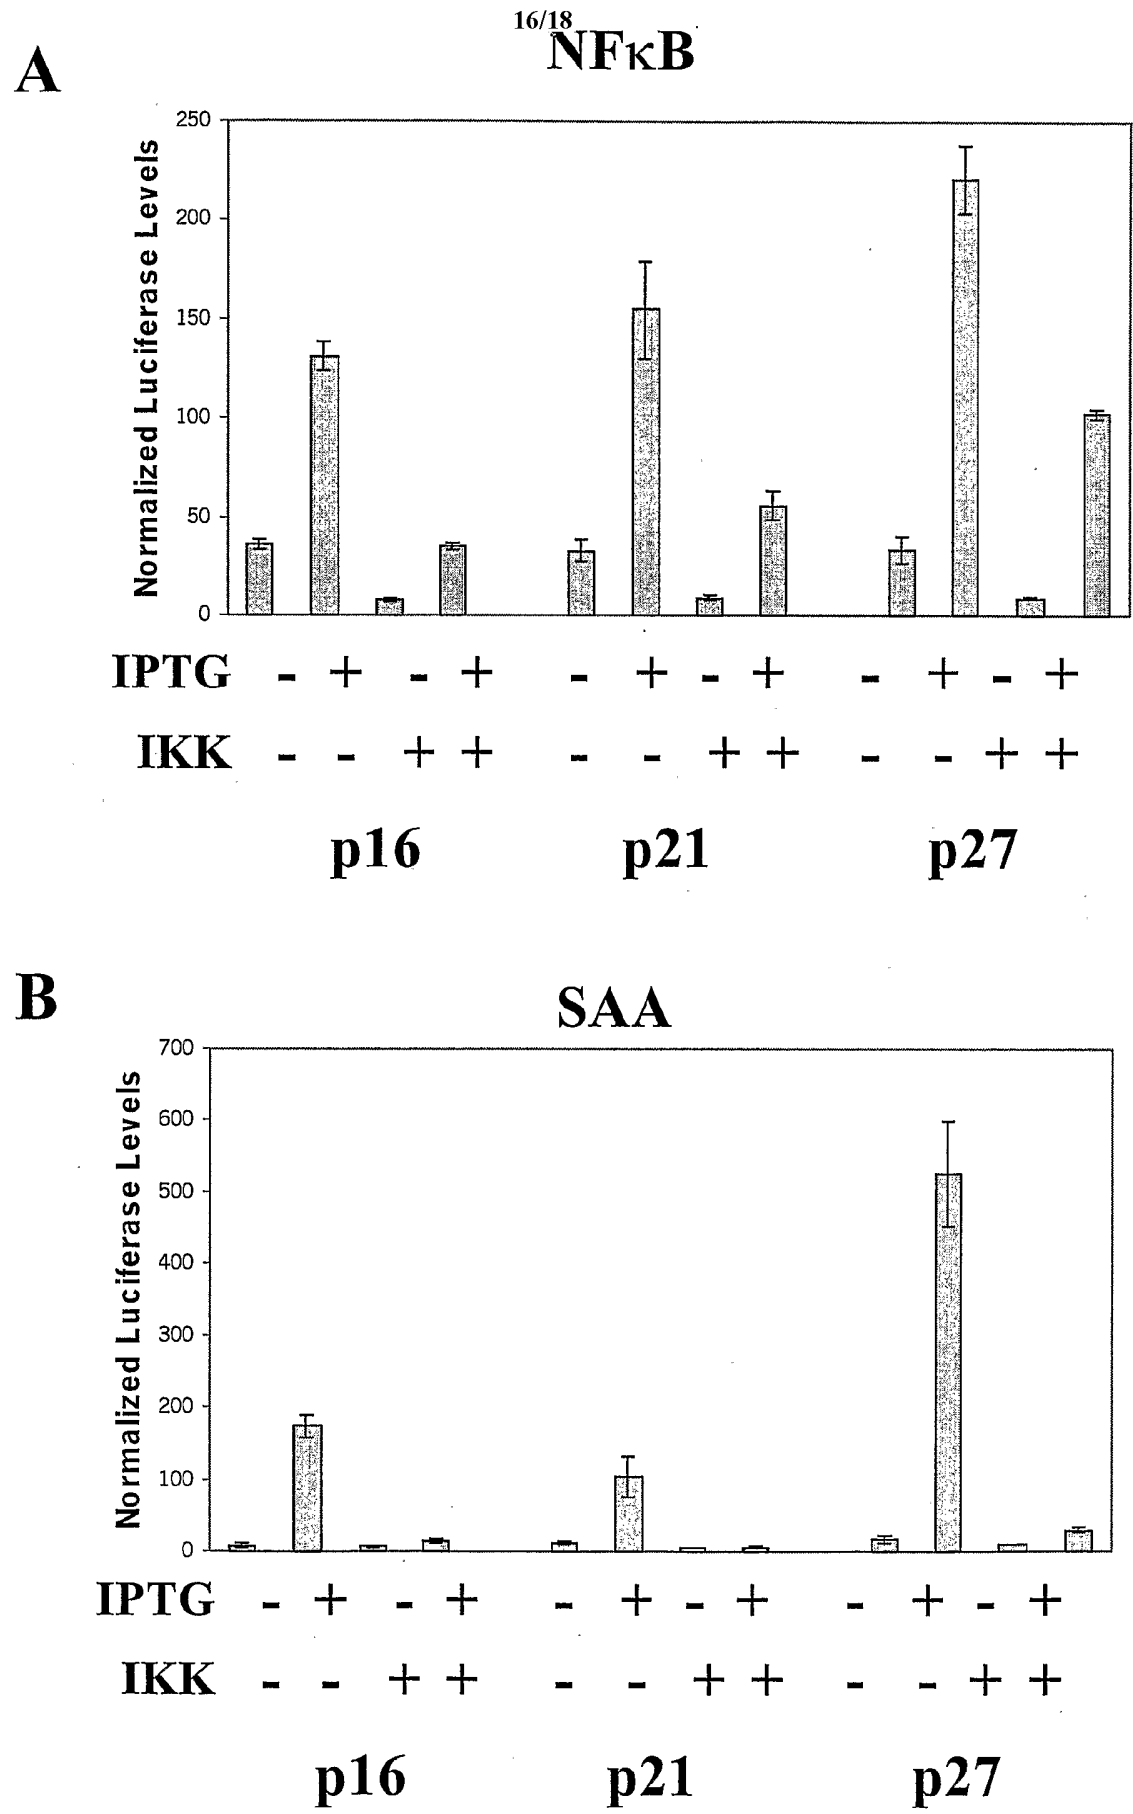 16/18
A
NFκB
Normalized Luciferase Levels
250
200
150
100
50
0
IPTG - + - + - + - + - + - +
IKK - - + + - - + + - - + +
p16 p21 p27
B
SAA
Normalized Luciferase Levels
700
600
500
400
300
200
100
0
IPTG - + - + - + - + - + - +
IKK - - + + - - + + - - + +
p16 p21 p27